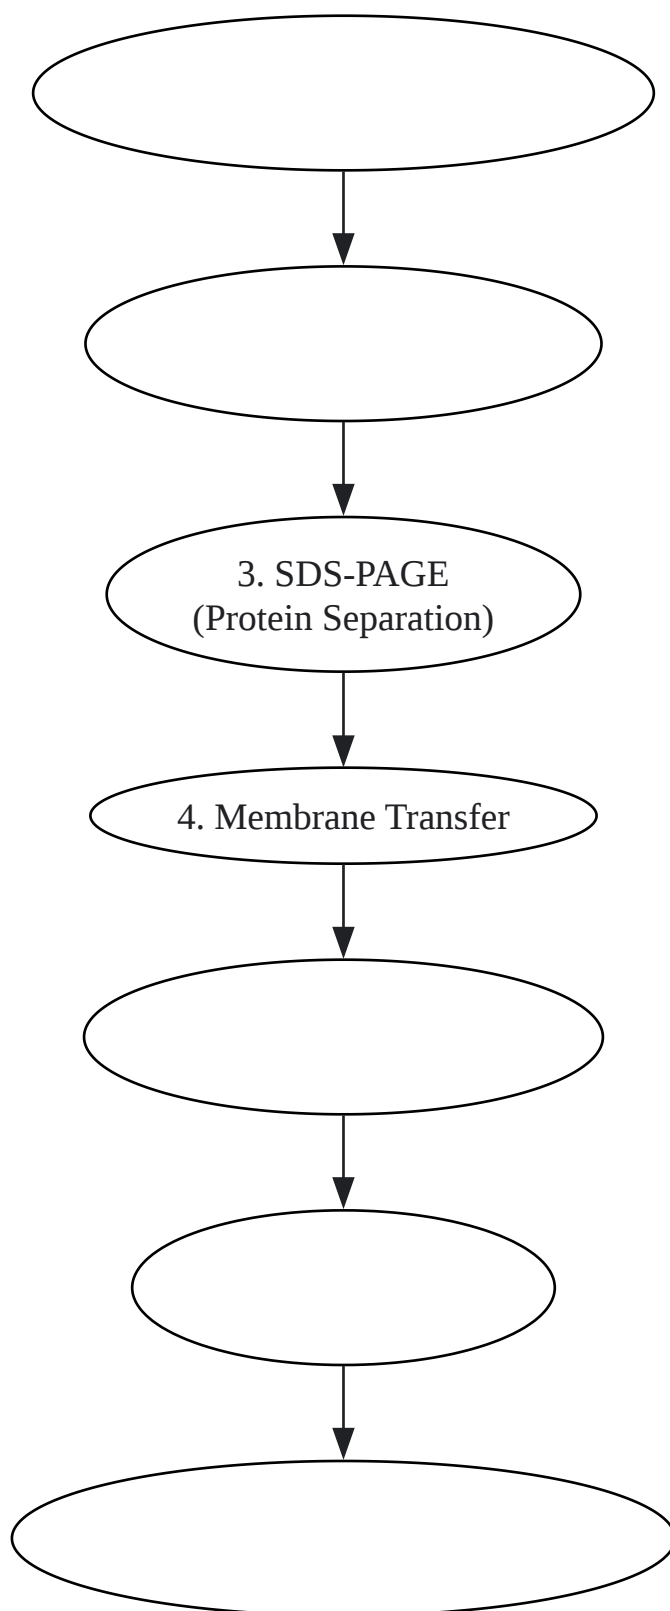 3. SDS-PAGE
(Protein Separation)
4. Membrane Transfer